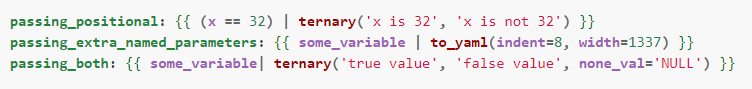 passing_positional: {{ (x == 32) | ternary('x is 32', 'x is not 32') }}
passing_extra_named_parameters: {{ some_variable | to_yaml(indent=8, width=1337) }}
passing_both: {{ some_variable| ternary('true value', 'false value', none_val='NULL') }}